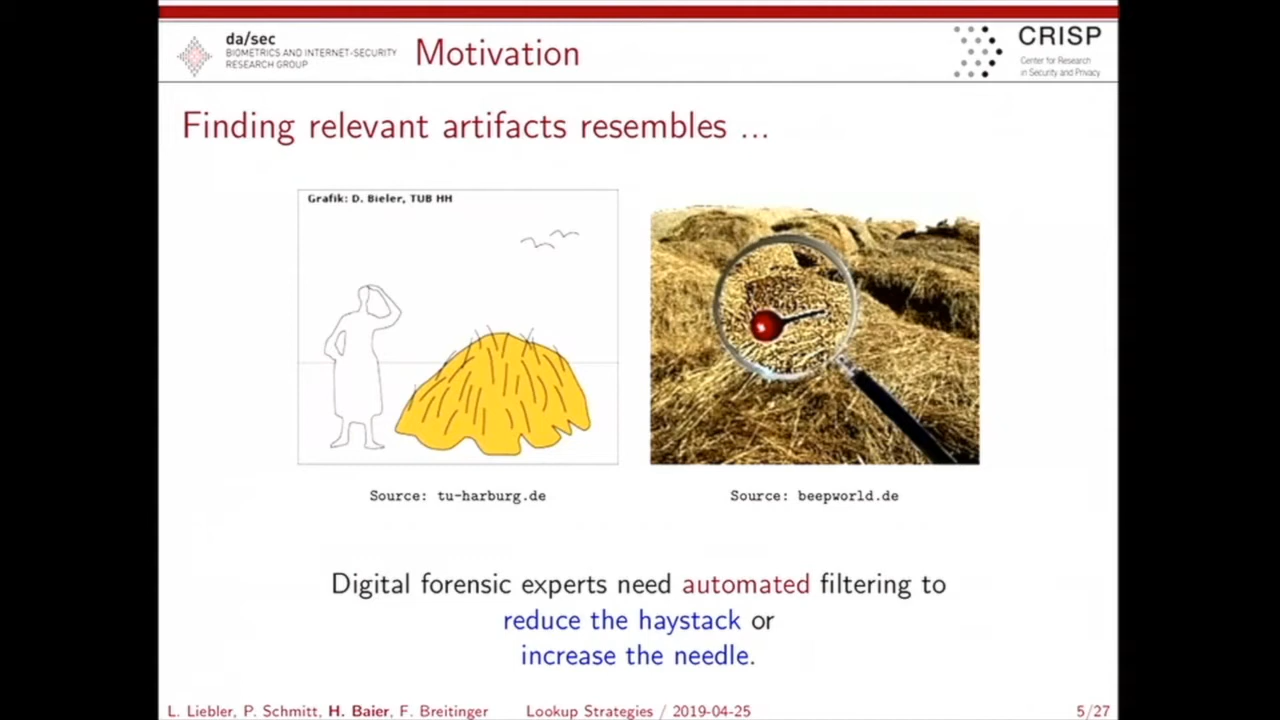 da/sec
BIOMETRICS AND INTERNET-SECURITY
RESEARCH GROUP
Motivation
CRISP
Center for Research
in Security and Privacy
Finding relevant artifacts resembles ...
Grafik: D. Bieler, TUB HH
Source: tu-harburg.de
Source: beepworld.de
Digital forensic experts need automated filtering to
reduce the haystack or
increase the needle.
L. Liebler, P. Schmitt, H. Baier, F. Breitinger
Lookup Strategies / 2019-04-25
5/27